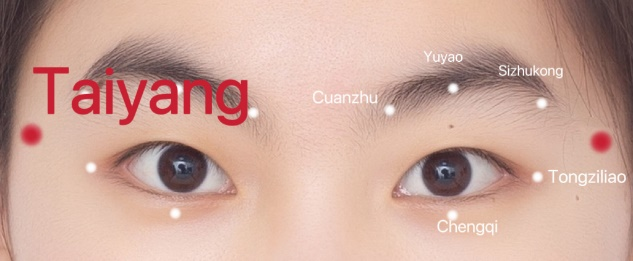 Taiyang
Yuyao
Sizhukong
Cuanzhu
Tongziliao
Chengqi